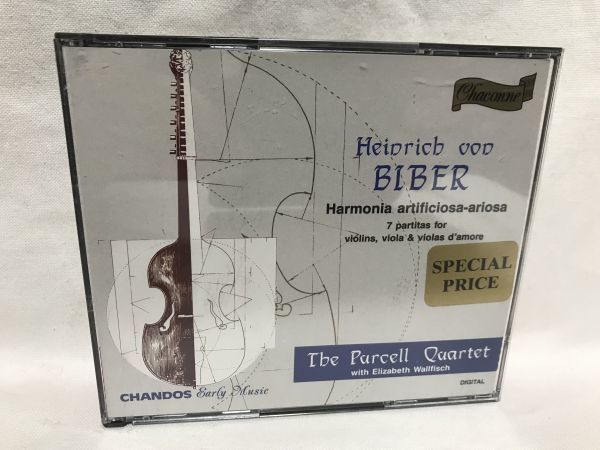 Chaconne
Heinrich von
BIBER
Harmonia artificiosa-ariosa
7 partitas for
violins, viola & violas d'amore
SPECIAL
PRICE
The Purcell Quartet
with Elizabeth Wallfisch
CHANDOS Early Music
DIGITAL